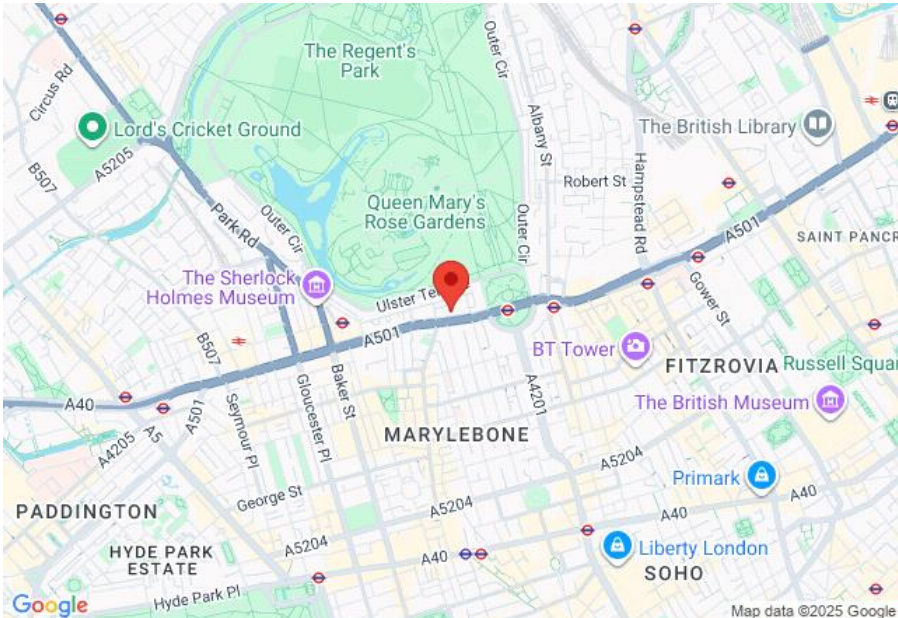 The Regent's
Park
Outer Cir
Circus Rd
Lord's Cricket Ground
Albany St
The British Library
B507
A5205
Hampstead Rd
Robert St
Queen Mary's
Rose Gardens
Outer Cir
Park Rd
Outer Cir
A501
SAINT PANCR
The Sherlock
Holmes Museum
Ulster Te
Gower St
A501
B507
BT Tower
FITZROVIA
Russell Squar
A40
A501
Baker St
Gloucester Pl
A4201
The British Museum
A4205
A5
Seymour Pl
MARYLEBONE
A5204
Primark
George St
A5204
A40
PADDINGTON
HYDE PARK
ESTATE
A5204
A40
Liberty London
SOHO
Hyde Park Pl
Google
Map data ©2025 Google